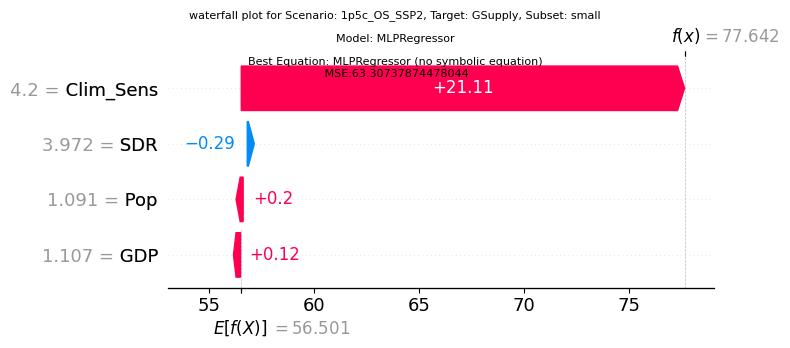 waterfall plot for Scenario: 1p5c_OS_SSP2, Target: GSupply, Subset: small
Model: MLPRegressor
f(x) = 77.642
Best Equation: MLPRegressor (no symbolic equation)
MSE:63.30737874478044
4.2 = Clim_Sens
+21.11
3.972 = SDR
−0.29
1.091 = Pop
+0.2
1.107 = GDP
+0.12
55 60 65 70 75
E[f(X)] = 56.501